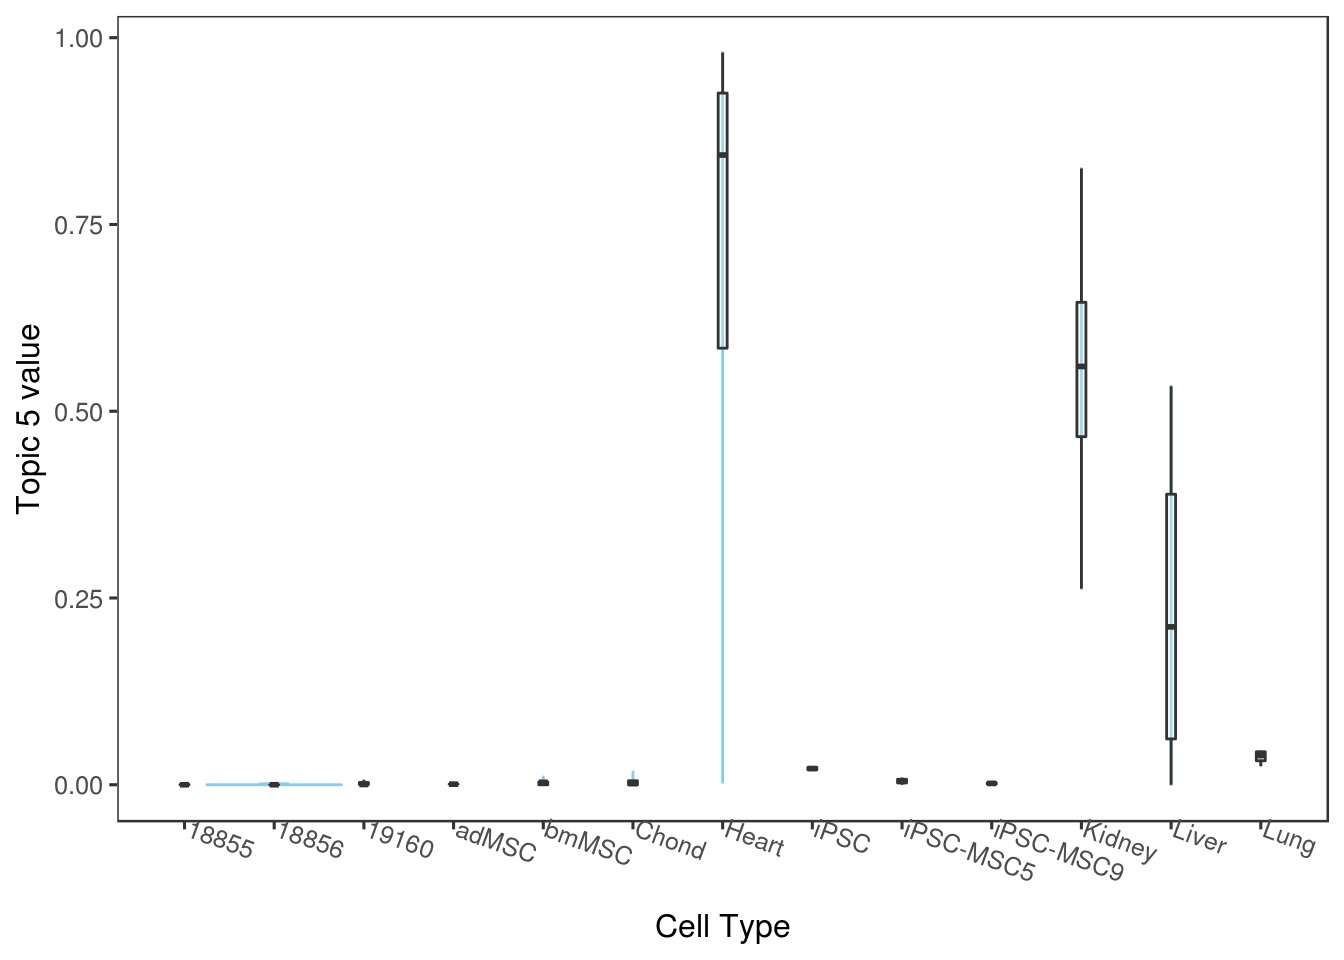 1.00
0.75
0.50
0.25
0.00
Topic 5 value
18855
18856
19160
adMSC
bmMSC
Chond
Heart
iPSC
iPSC-MSC5
iPSC-MSC9
Kidney
Liver
Lung
Cell Type